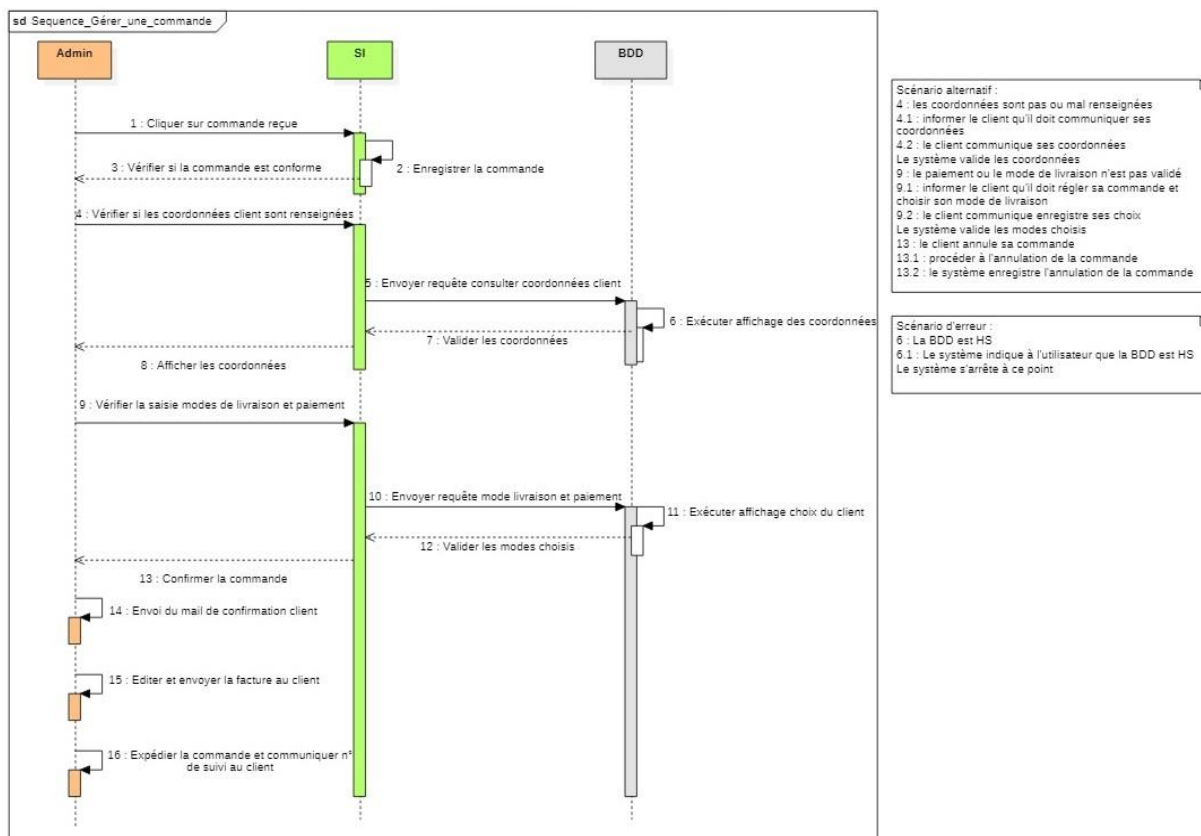 sd Sequence_Gérer_une_commande
Admin
SI
BDD
1 : Cliquer sur commande reçue
2 : Enregistrer la commande
3 : Vérifier si la commande est conforme
4 : Vérifier si les coordonnées client sont renseignées
5 : Envoyer requête consulter coordonnées client
6 : Exécuter affichage des coordonnées
7 : Valider les coordonnées
8 : Afficher les coordonnées
9 : Vérifier la saisie modes de livraison et paiement
10 : Envoyer requête mode livraison et paiement
11 : Exécuter affichage choix du client
12 : Valider les modes choisis
13 : Confirmer la commande
14 : Envoi du mail de confirmation client
15 : Editer et envoyer la facture au client
16 : Expédier la commande et communiquer n°
de suivi au client
Scénario alternatif :
4 : les coordonnées sont pas ou mal renseignées
4.1 : informer le client qu'il doit communiquer ses
coordonnées
4.2 : le client communique ses coordonnées
Le système valide les coordonnées
9 : le paiement ou le mode de livraison n'est pas validé
9.1 : informer le client qu'il doit régler sa commande et
choisir son mode de livraison
9.2 : le client communique enregistre ses choix
Le système valide les modes choisis
13 : le client annule sa commande
13.1 : procéder à l'annulation de la commande
13.2 : le système enregistre l'annulation de la commande
Scénario d'erreur :
6 : La BDD est HS
6.1 : Le système indique à l'utilisateur que la BDD est HS
Le système s'arrête à ce point